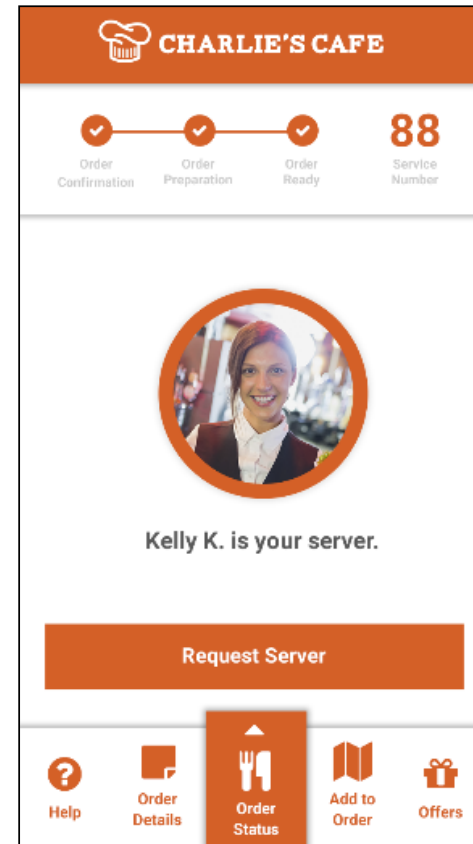 CHARLIE'S CAFE
Order
Confirmation
Order
Preparation
Order
Ready
88
Service
Number
Kelly K. is your server.
Request Server
Help
Order
Details
Order
Status
Add to
Order
Offers